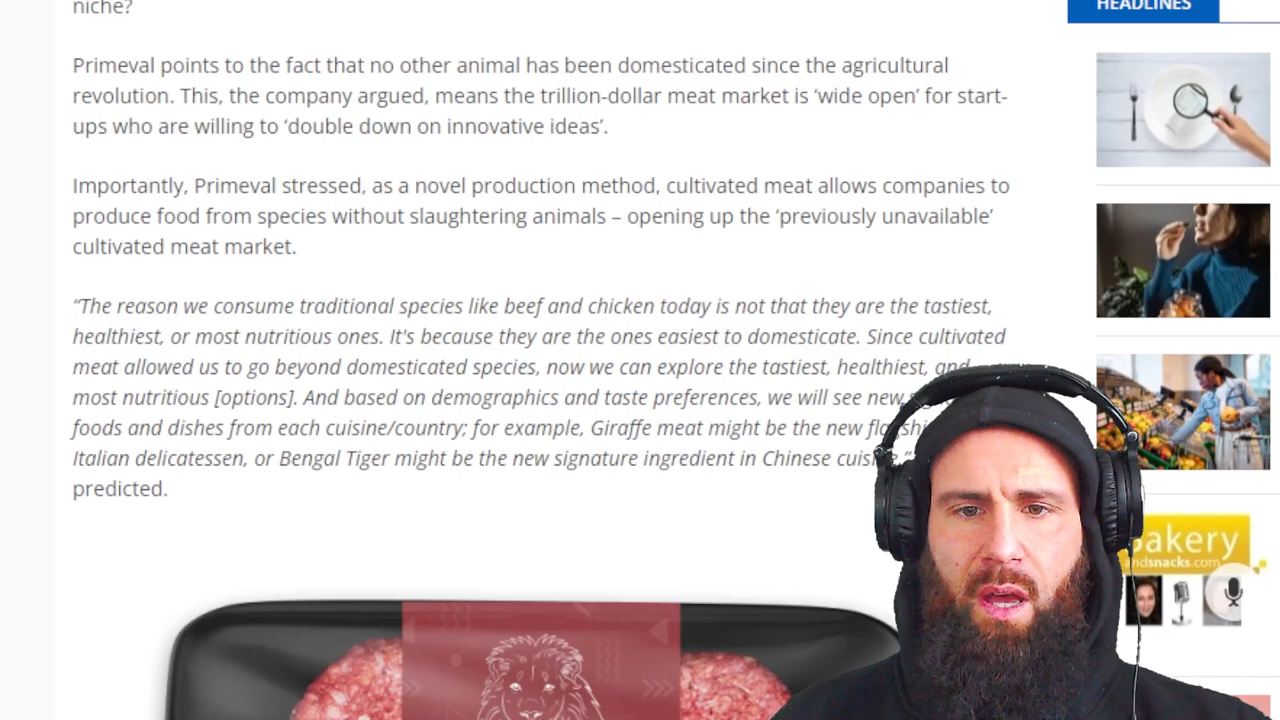 niche?
HEADLINES
Primeval points to the fact that no other animal has been domesticated since the agricultural
revolution. This, the company argued, means the trillion-dollar meat market is ‘wide open’ for start-
ups who are willing to ‘double down on innovative ideas’.
Importantly, Primeval stressed, as a novel production method, cultivated meat allows companies to
produce food from species without slaughtering animals – opening up the ‘previously unavailable’
cultivated meat market.
“The reason we consume traditional species like beef and chicken today is not that they are the tastiest,
healthiest, or most nutritious ones. It's because they are the ones easiest to domesticate. Since cultivated
meat allowed us to go beyond domesticated species, now we can explore the tastiest, healthiest, and
most nutritious [options]. And based on demographics and taste preferences, we will see new
foods and dishes from each cuisine/country; for example, Giraffe meat might be the new
Italian delicatessen, or Bengal Tiger might be the new signature ingredient in Chinese cuisine.”
predicted.
Bakery
andsnacks.com